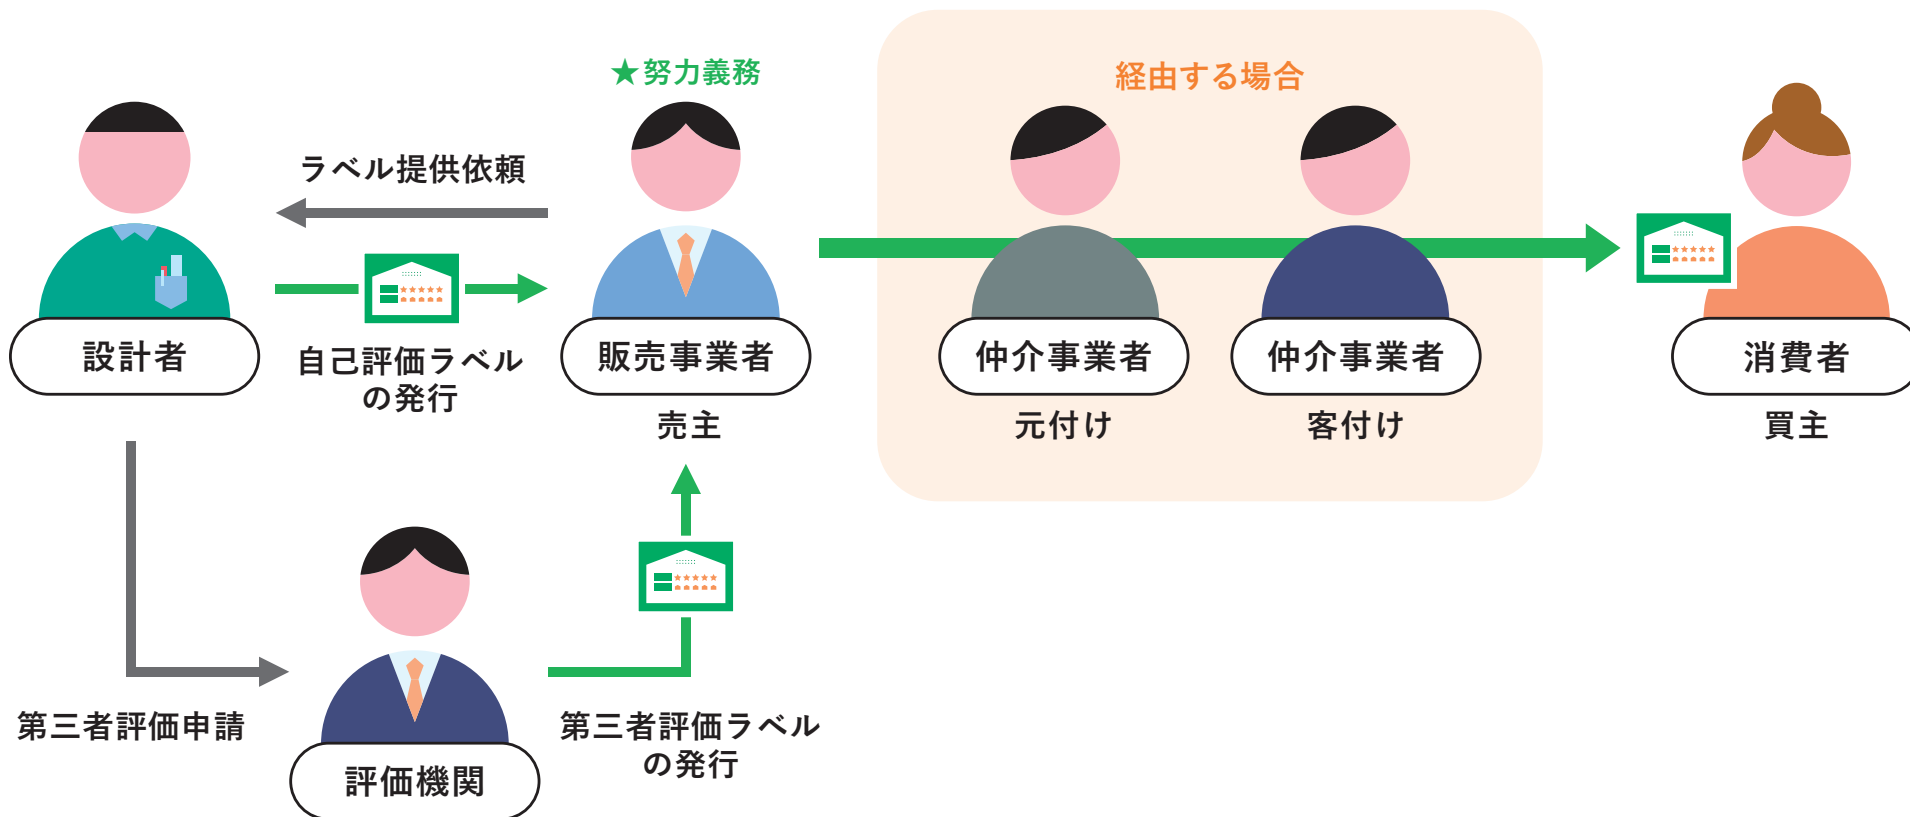 ★努力義務
経由する場合
ラベル提供依頼
設計者
自己評価ラベル
の発行
販売事業者
売主
仲介事業者
元付け
仲介事業者
客付け
消費者
買主
第三者評価申請
評価機関
第三者評価ラベル
の発行